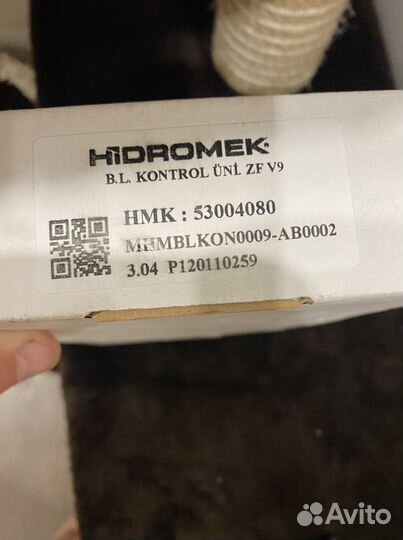 HİDROMEK
B.L. KONTROL ÜNİ. ZF V9
HMK : 53004080
MHMBLKON0009-AB0002
3.04 P120110259
Avito